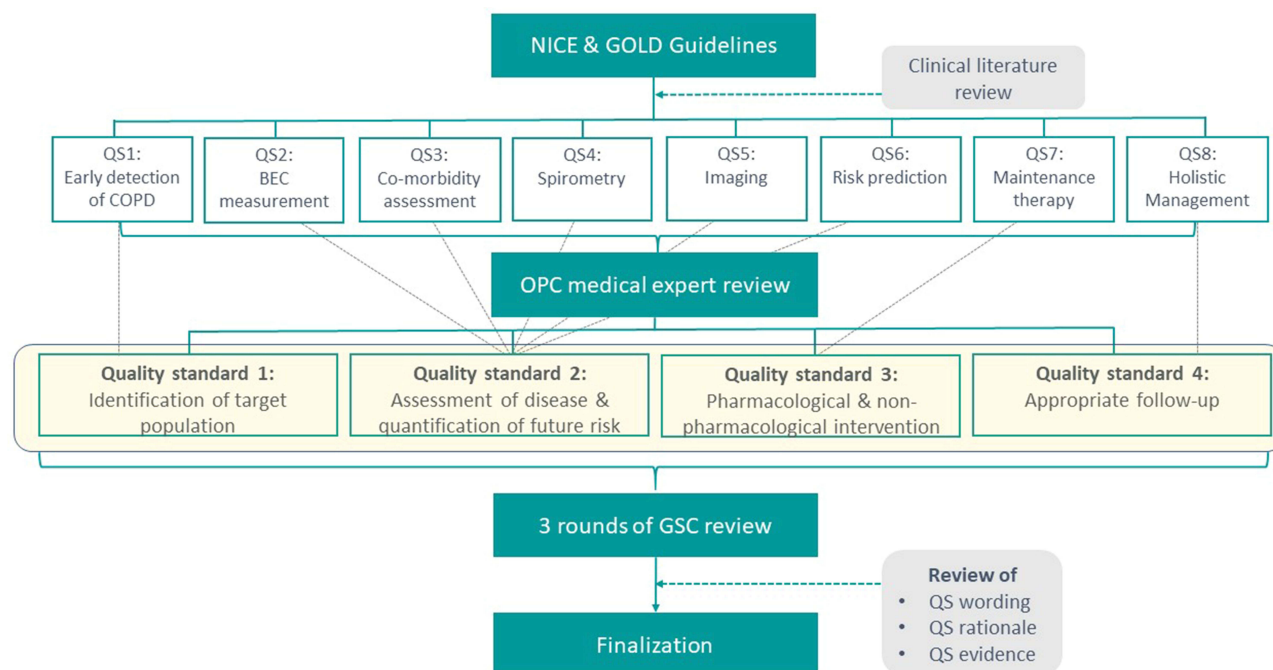 NICE & GOLD Guidelines
Clinical literature
review
QS1:
Early detection
of COPD
QS2:
BEC
measurement
QS3:
Co-morbidity
assessment
QS4:
Spirometry
QS5:
Imaging
QS6:
Risk prediction
QS7:
Maintenance
therapy
QS8:
Holistic
Management
OPC medical expert review
Quality standard 1:
Identification of target
population
Quality standard 2:
Assessment of disease &
quantification of future risk
Quality standard 3:
Pharmacological & non-
pharmacological intervention
Quality standard 4:
Appropriate follow-up
3 rounds of GSC review
Review of
• QS wording
• QS rationale
• QS evidence
Finalization